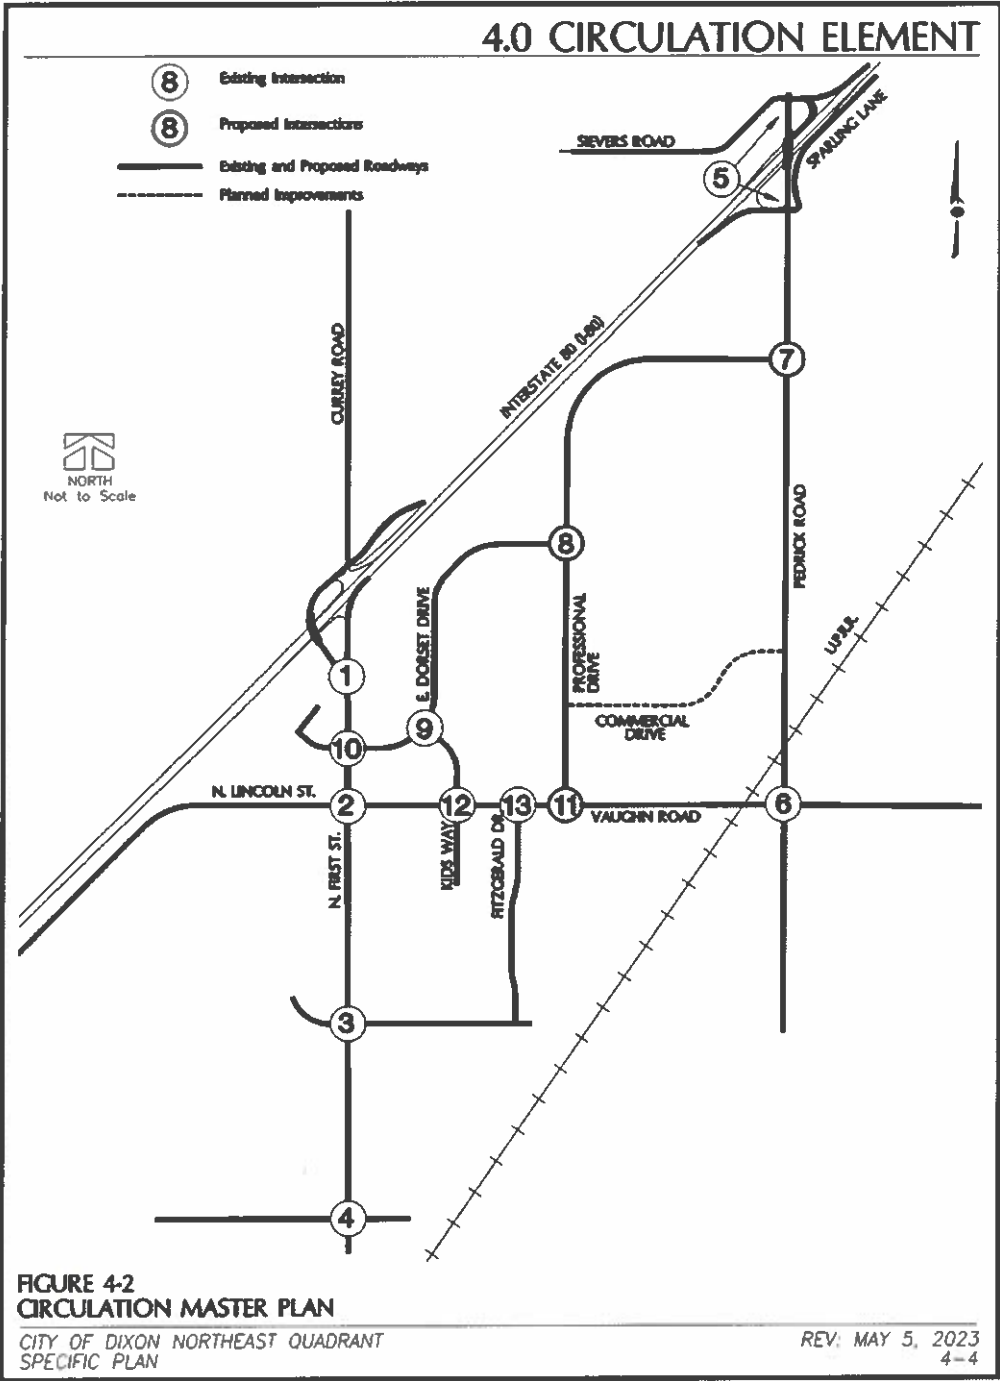 4.0 CIRCULATION ELEMENT
8 Existing Intersection
8 Proposed Intersections
Existing and Proposed Roadways
Planned Improvements
SIEVERS ROAD
SPARLING LANE
5
CURREY ROAD
INTERSTATE 80 (I-80)
7
NORTH
Not to Scale
PEDRICK ROAD
8
E. DORSET DRIVE
PROFESSIONAL
DRIVE
U.P.R.R.
1
COMMERCIAL
DRIVE
9
10
N. LINCOLN ST.
2
12
13
11
VAUGHN ROAD
6
N. FIRST ST.
KIDS WAY
FITZGERALD DR.
3
4
FIGURE 4-2
CIRCULATION MASTER PLAN
CITY OF DIXON NORTHEAST QUADRANT
SPECIFIC PLAN
REV: MAY 5, 2023
4-4